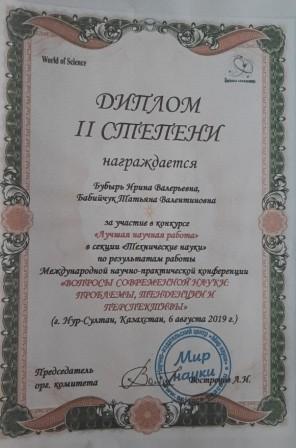 World of Science
ДИПЛОМ
II СТЕПЕНИ
награждается
Бубырь Ирина Валерьевна,
Бабийчук Татьяна Валентиновна
за участие в конкурсе
«Лучшая научная работа»
в секции «Технические науки»
по результатам работы
Международной научно-практической конференции
«ВОПРОСЫ СОВРЕМЕННОЙ НАУКИ:
ПРОБЛЕМЫ, ТЕНДЕНЦИИ И
ПЕРСПЕКТИВЫ»
(г. Нур-Султан, Казахстан, 6 августа 2019 г.)
Мир
науки
Председатель
орг. комитета
Вострецов А.И.